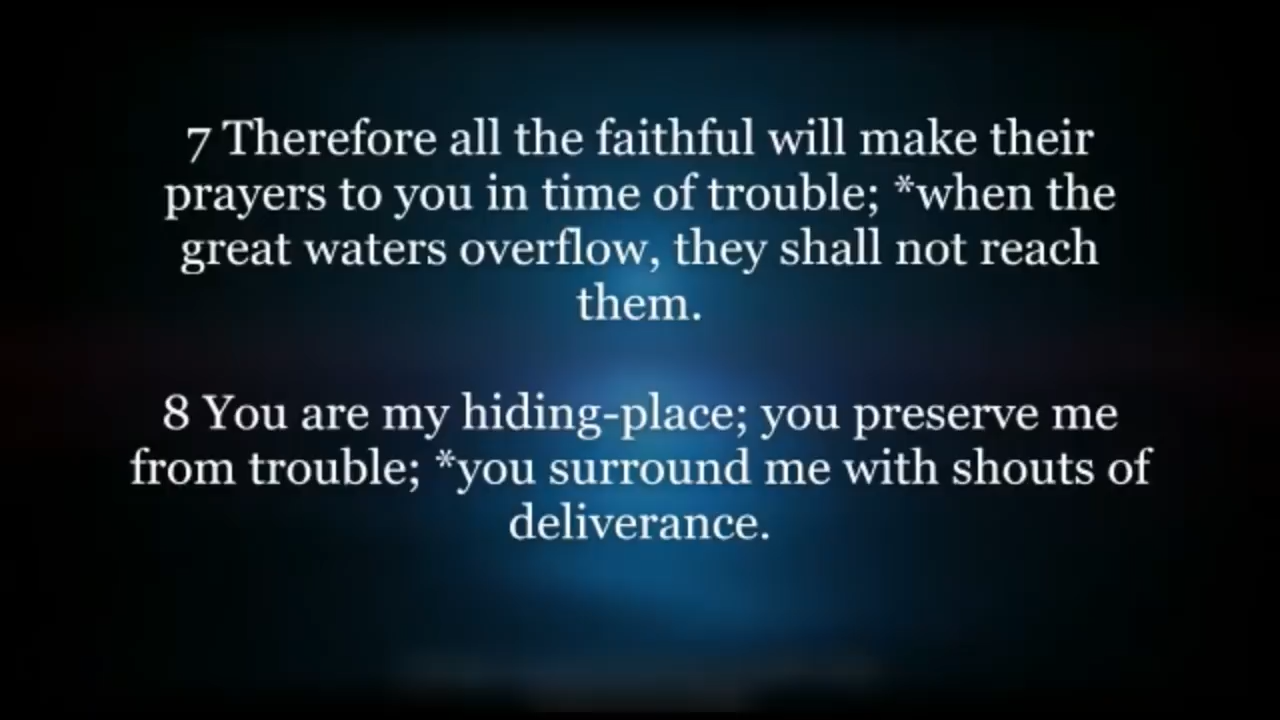 7 Therefore all the faithful will make their
prayers to you in time of trouble; *when the
great waters overflow, they shall not reach
them.
8 You are my hiding-place; you preserve me
from trouble; *you surround me with shouts of
deliverance.